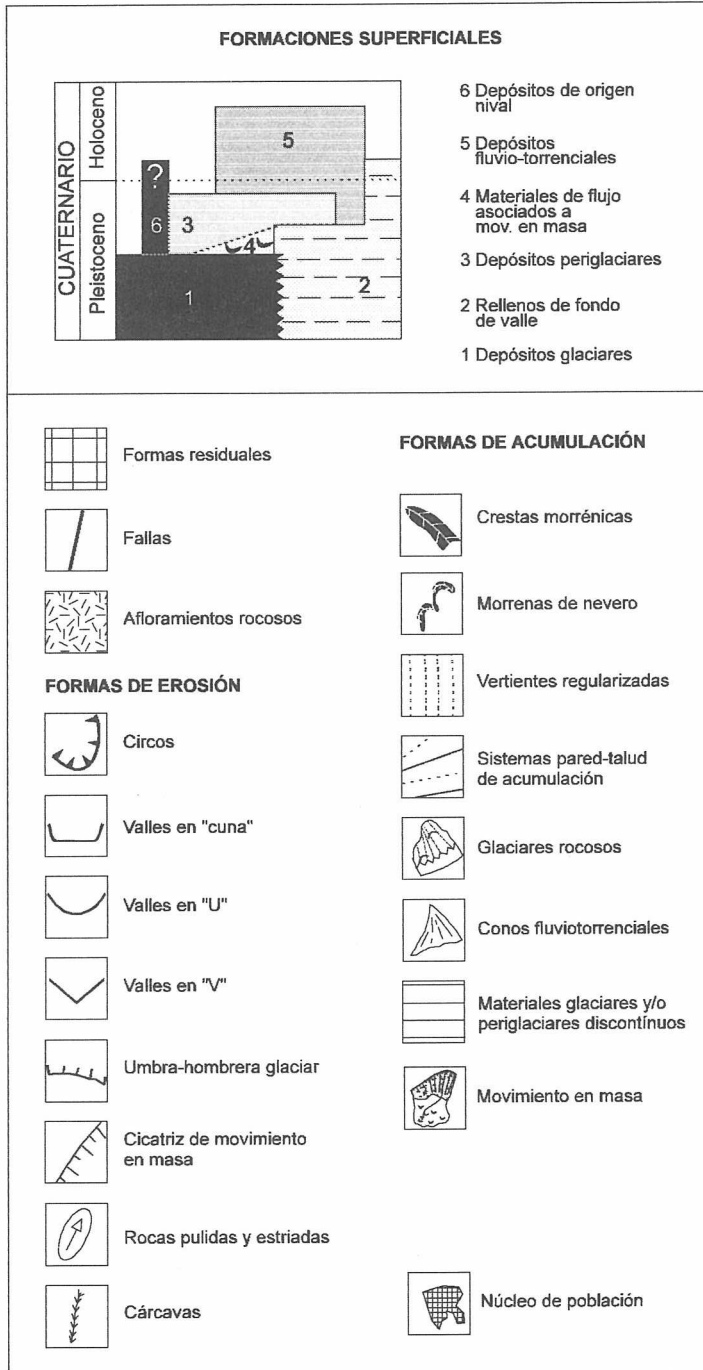 FORMACIONES SUPERFICIALES
CUATERNARIO
Holoceno
Pleistoceno
?
6
5
3
4
2
1
6 Depósitos de origen
nival
5 Depósitos
fluvio-torrenciales
4 Materiales de flujo
asociados a
mov. en masa
3 Depósitos periglaciares
2 Rellenos de fondo
de valle
1 Depósitos glaciares
Formas residuales
Fallas
Afloramientos rocosos
FORMAS DE EROSIÓN
Circos
Valles en "cuna"
Valles en "U"
Valles en "V"
Umbra-hombrera glaciar
Cicatriz de movimiento
en masa
Rocas pulidas y estriadas
Cárcavas
FORMAS DE ACUMULACIÓN
Crestas morrénicas
Morrenas de nevero
Vertientes regularizadas
Sistemas pared-talud
de acumulación
Glaciares rocosos
Conos fluviotorrenciales
Materiales glaciares y/o
periglaciares discontínuos
Movimiento en masa
Núcleo de población